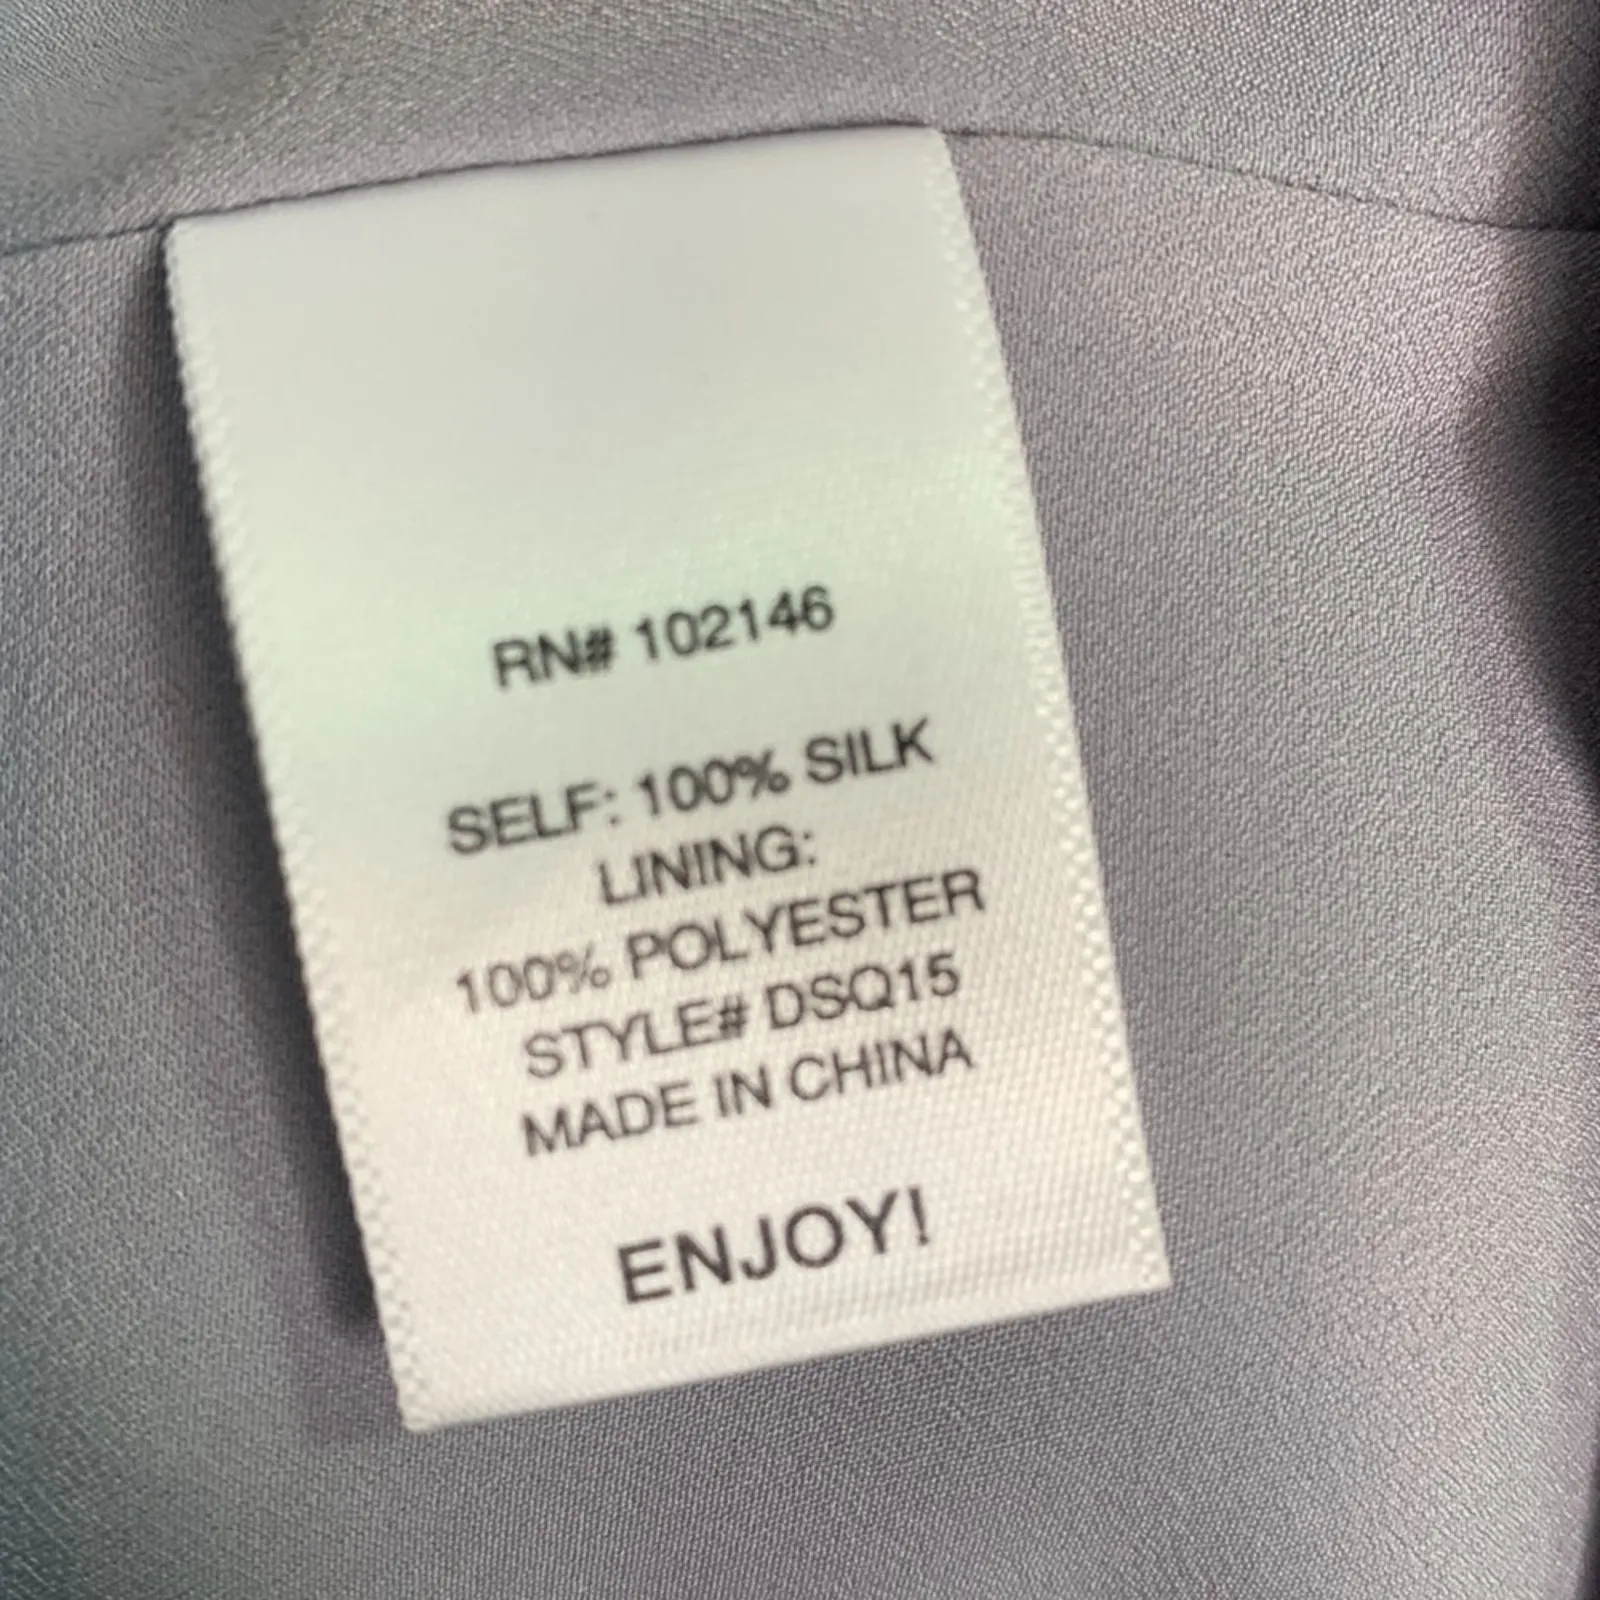 RN# 102146
SELF: 100% SILK
LINING:
100% POLYESTER
STYLE# DSQ15
MADE IN CHINA
ENJOY!